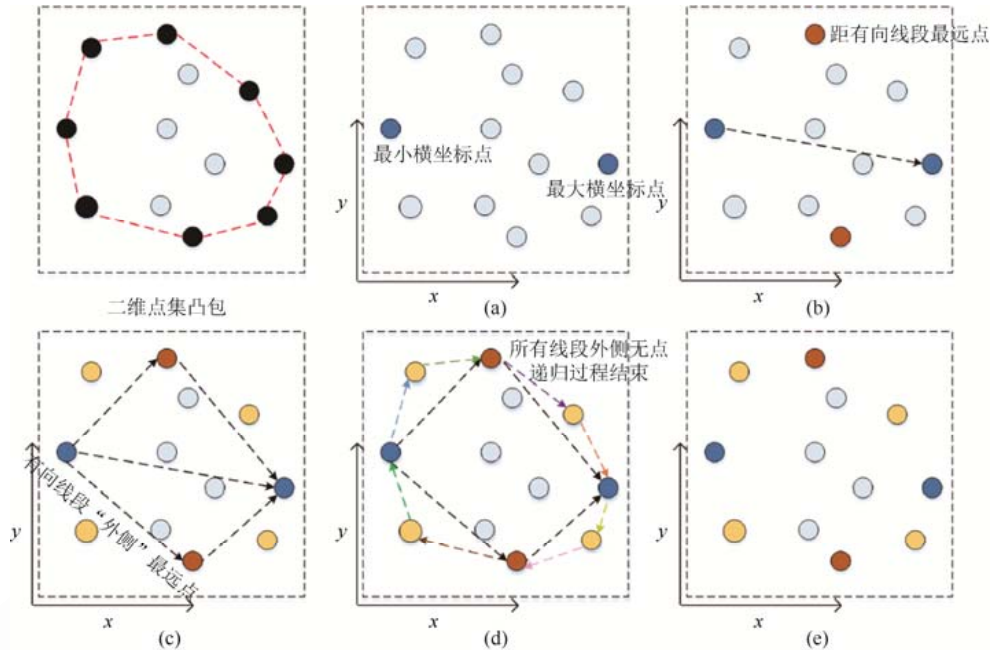 二维点集凸包
最小横坐标点
最大横坐标点
y
x
(a)
距有向线段最远点
y
x
(b)
有向线段“外侧”最远点
y
x
(c)
所有线段外侧无点
递归过程结束
y
x
(d)
y
x
(e)